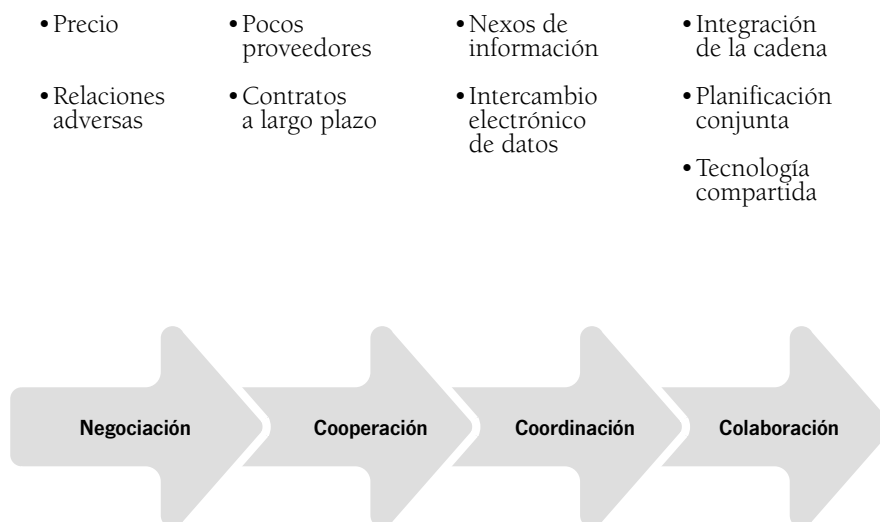 • Precio
• Relaciones
adversas
• Pocos
proveedores
• Contratos
a largo plazo
• Nexos de
información
• Intercambio
electrónico
de datos
• Integración
de la cadena
• Planificación
conjunta
• Tecnología
compartida
Negociación
Cooperación
Coordinación
Colaboración